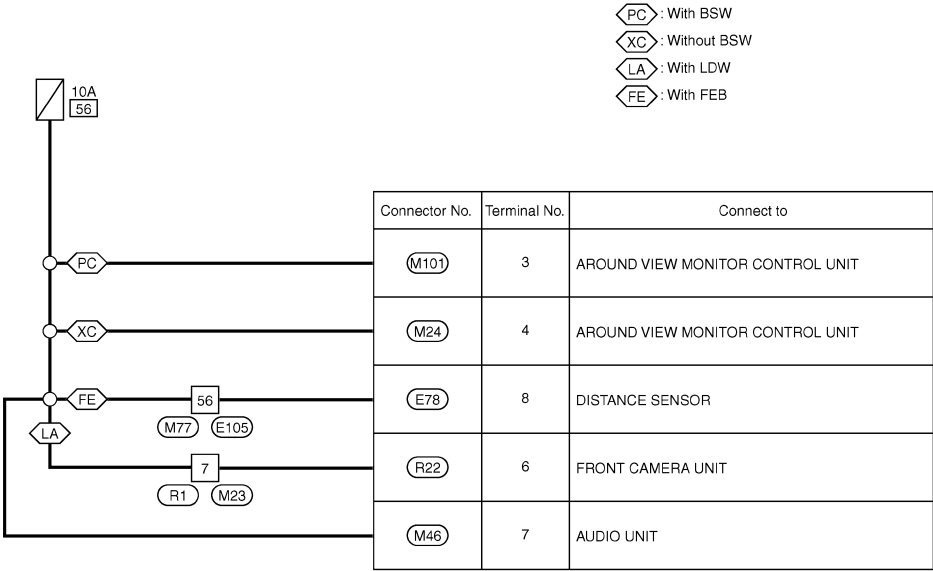 PC : With BSW
XC : Without BSW
LA : With LDW
FE : With FEB
10A
56
Connector No. Terminal No. Connect to
PC M101 3 AROUND VIEW MONITOR CONTROL UNIT
XC M24 4 AROUND VIEW MONITOR CONTROL UNIT
FE 56 E78 8 DISTANCE SENSOR
M77 E105
LA
7 R22 6 FRONT CAMERA UNIT
R1 M23
M46 7 AUDIO UNIT